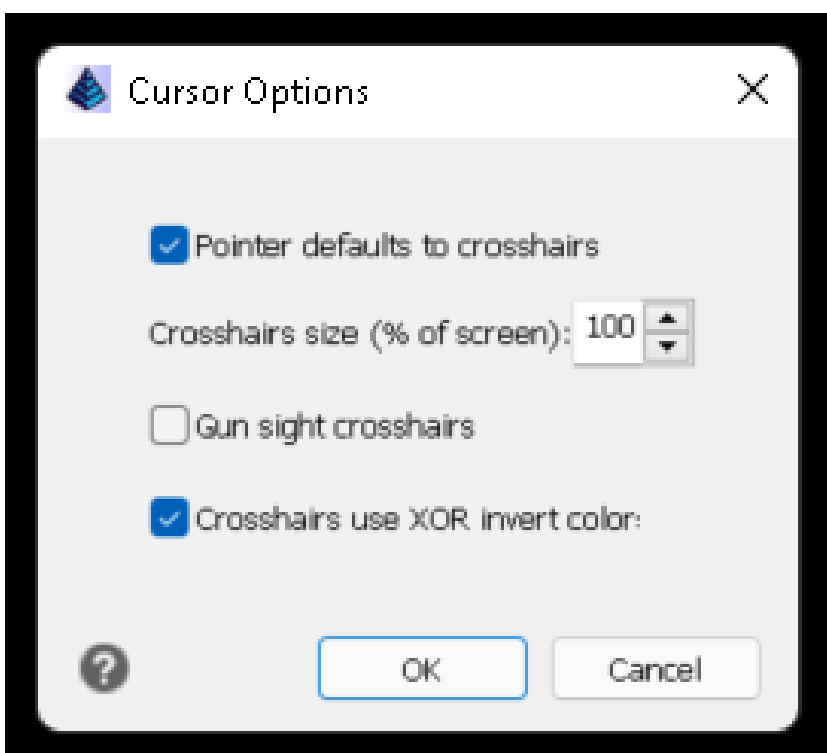 Cursor Options
Pointer defaults to crosshairs
Crosshairs size (% of screen): 100
Gun sight crosshairs
Crosshairs use XOR invert color
?
OK
Cancel